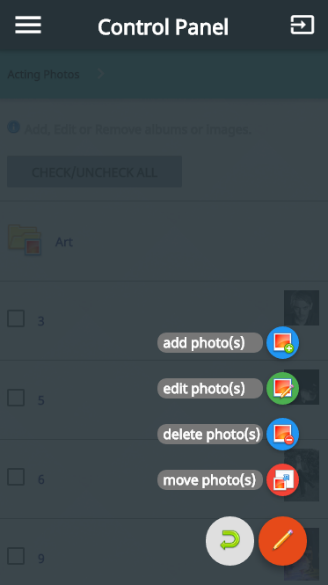 Control Panel
Acting Photos
Add, Edit or Remove albums or images.
CHECK/UNCHECK ALL
Art
3
add photo(s)
edit photo(s)
5
delete photo(s)
6
move photo(s)
9